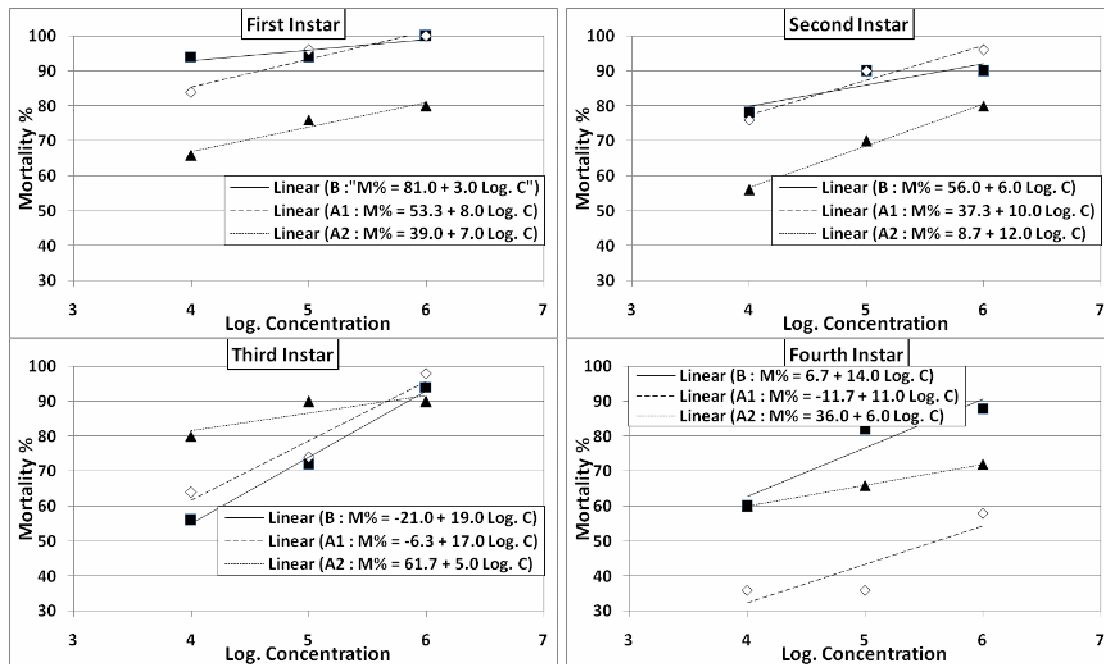 First Instar
100
90
80
70
60
50
40
30
Mortality %
Linear (B :"M% = 81.0 + 3.0 Log. C")
Linear (A1 : M% = 53.3 + 8.0 Log. C)
Linear (A2 : M% = 39.0 + 7.0 Log. C)
3 4 5 6 7
Log. Concentration
Second Instar
100
90
80
70
60
50
40
30
Mortality %
Linear (B : M% = 56.0 + 6.0 Log. C)
Linear (A1 : M% = 37.3 + 10.0 Log. C)
Linear (A2 : M% = 8.7 + 12.0 Log. C)
3 4 5 6 7
Log. Concentration
Third Instar
100
90
80
70
60
50
40
30
Mortality %
Linear (B : M% = -21.0 + 19.0 Log. C)
Linear (A1 : M% = -6.3 + 17.0 Log. C)
Linear (A2 : M% = 61.7 + 5.0 Log. C)
3 4 5 6 7
Log. Concentration
Fourth Instar
100
90
80
70
60
50
40
30
Mortality %
Linear (B : M% = 6.7 + 14.0 Log. C)
Linear (A1 : M% = -11.7 + 11.0 Log. C)
Linear (A2 : M% = 36.0 + 6.0 Log. C)
3 4 5 6 7
Log. Concentration